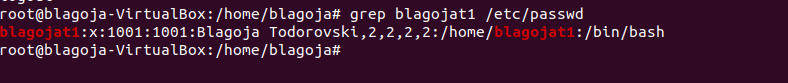 root@blagoja-VirtualBox:/home/blagoja# grep blagojat1 /etc/passwd
blagojat1:x:1001:1001:Blagoja Todorovski,2,2,2,2:/home/blagojat1:/bin/bash
root@blagoja-VirtualBox:/home/blagoja#